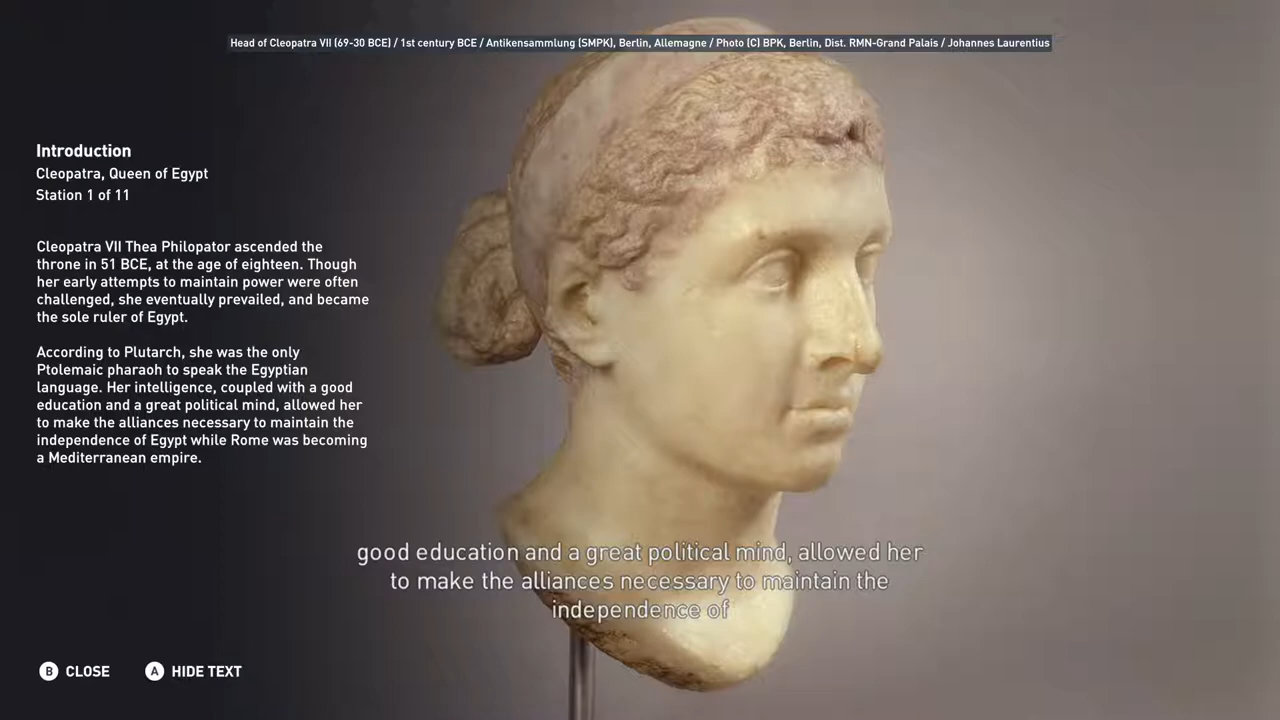 Head of Cleopatra VII (69-30 BCE) / 1st century BCE / Antikensammlung (SMPK), Berlin, Allemagne / Photo (C) BPK, Berlin, Dist. RMN-Grand Palais / Johannes Laurentius
Introduction
Cleopatra, Queen of Egypt
Station 1 of 11
Cleopatra VII Thea Philopator ascended the
throne in 51 BCE, at the age of eighteen. Though
her early attempts to maintain power were often
challenged, she eventually prevailed, and became
the sole ruler of Egypt.
According to Plutarch, she was the only
Ptolemaic pharaoh to speak the Egyptian
language. Her intelligence, coupled with a good
education and a great political mind, allowed her
to make the alliances necessary to maintain the
independence of Egypt while Rome was becoming
a Mediterranean empire.
good education and a great political mind, allowed her
to make the alliances necessary to maintain the
independence of
B CLOSE A HIDE TEXT